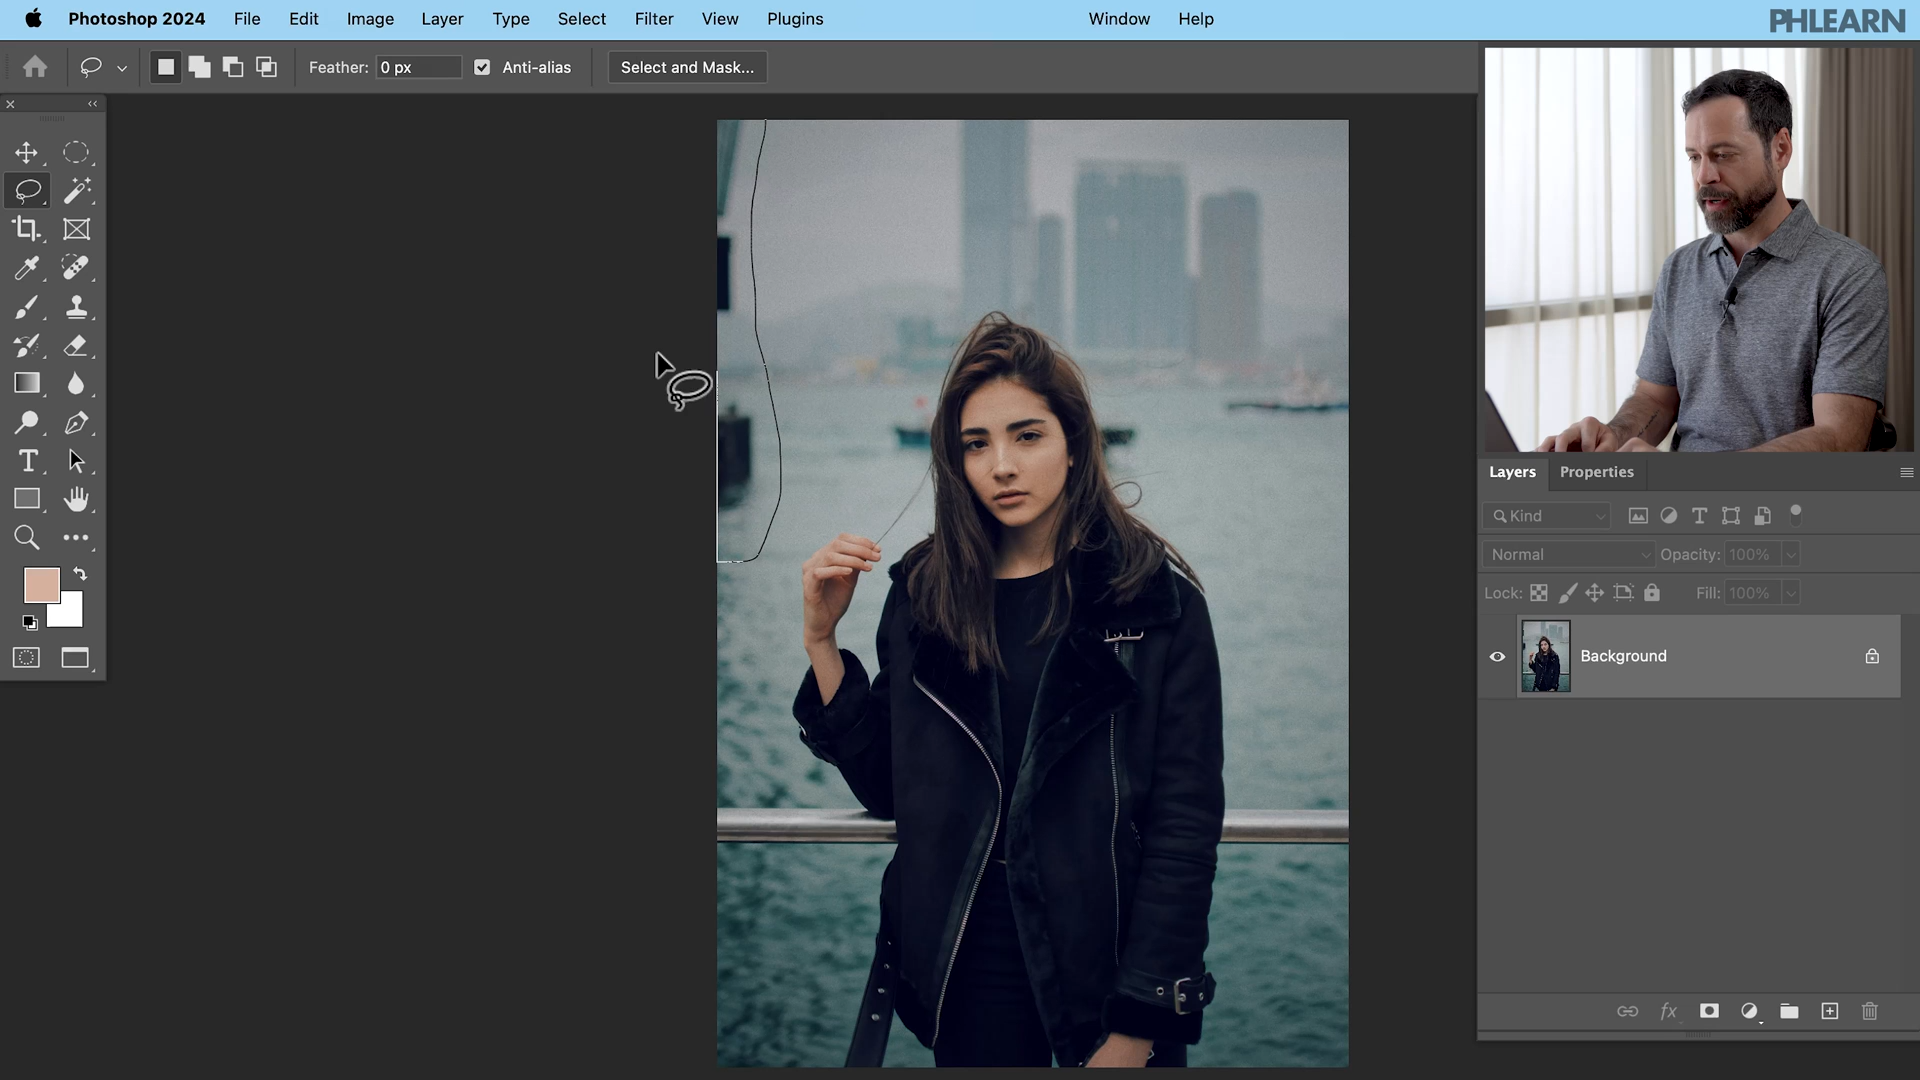 Photoshop 2024 File Edit Image Layer Type Select Filter View Plugins Window Help
PHLEARN
Feather: 0 px Anti-alias Select and Mask...
Layers Properties
Kind
Normal Opacity: 100%
Lock: Fill: 100%
Background
fx